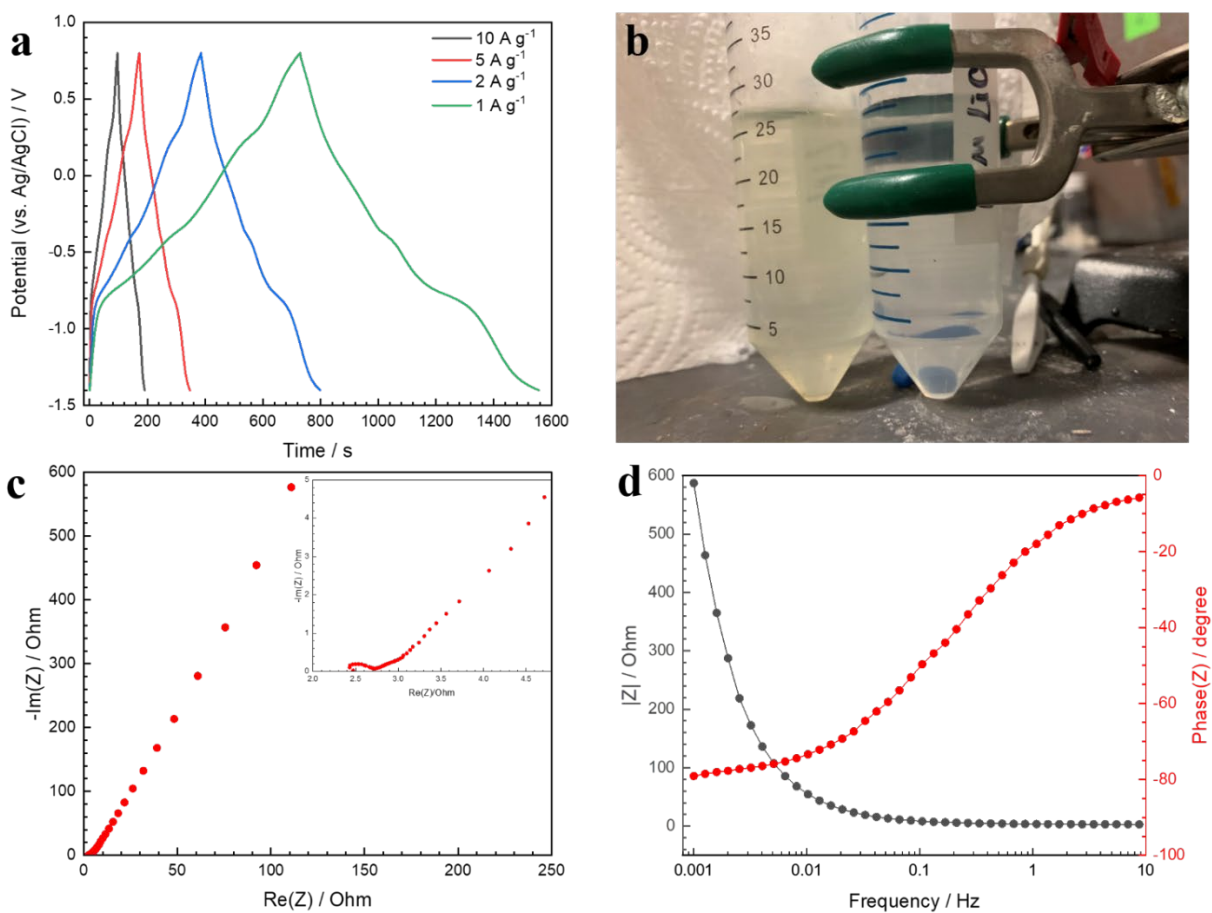 a
Potential (vs. Ag/AgCl) / V
1.0
0.5
0.0
-0.5
-1.0
-1.5
10 A g⁻¹
5 A g⁻¹
2 A g⁻¹
1 A g⁻¹
0 200 400 600 800 1000 1200 1400 1600
Time / s
b
35
30
25
20
15
10
5
M LiC
c
-Im(Z) / Ohm
600
500
400
300
200
100
0
0 50 100 150 200 250
Re(Z) / Ohm
-Im(Z) / Ohm
5
4
3
2
1
0
2.0 2.5 3.0 3.5 4.0 4.5
Re(Z)/Ohm
d
|Z| / Ohm
600
500
400
300
200
100
0
0
-20
-40
-60
-80
-100
Phase(Z) / degree
0.001 0.01 0.1 1 10
Frequency / Hz